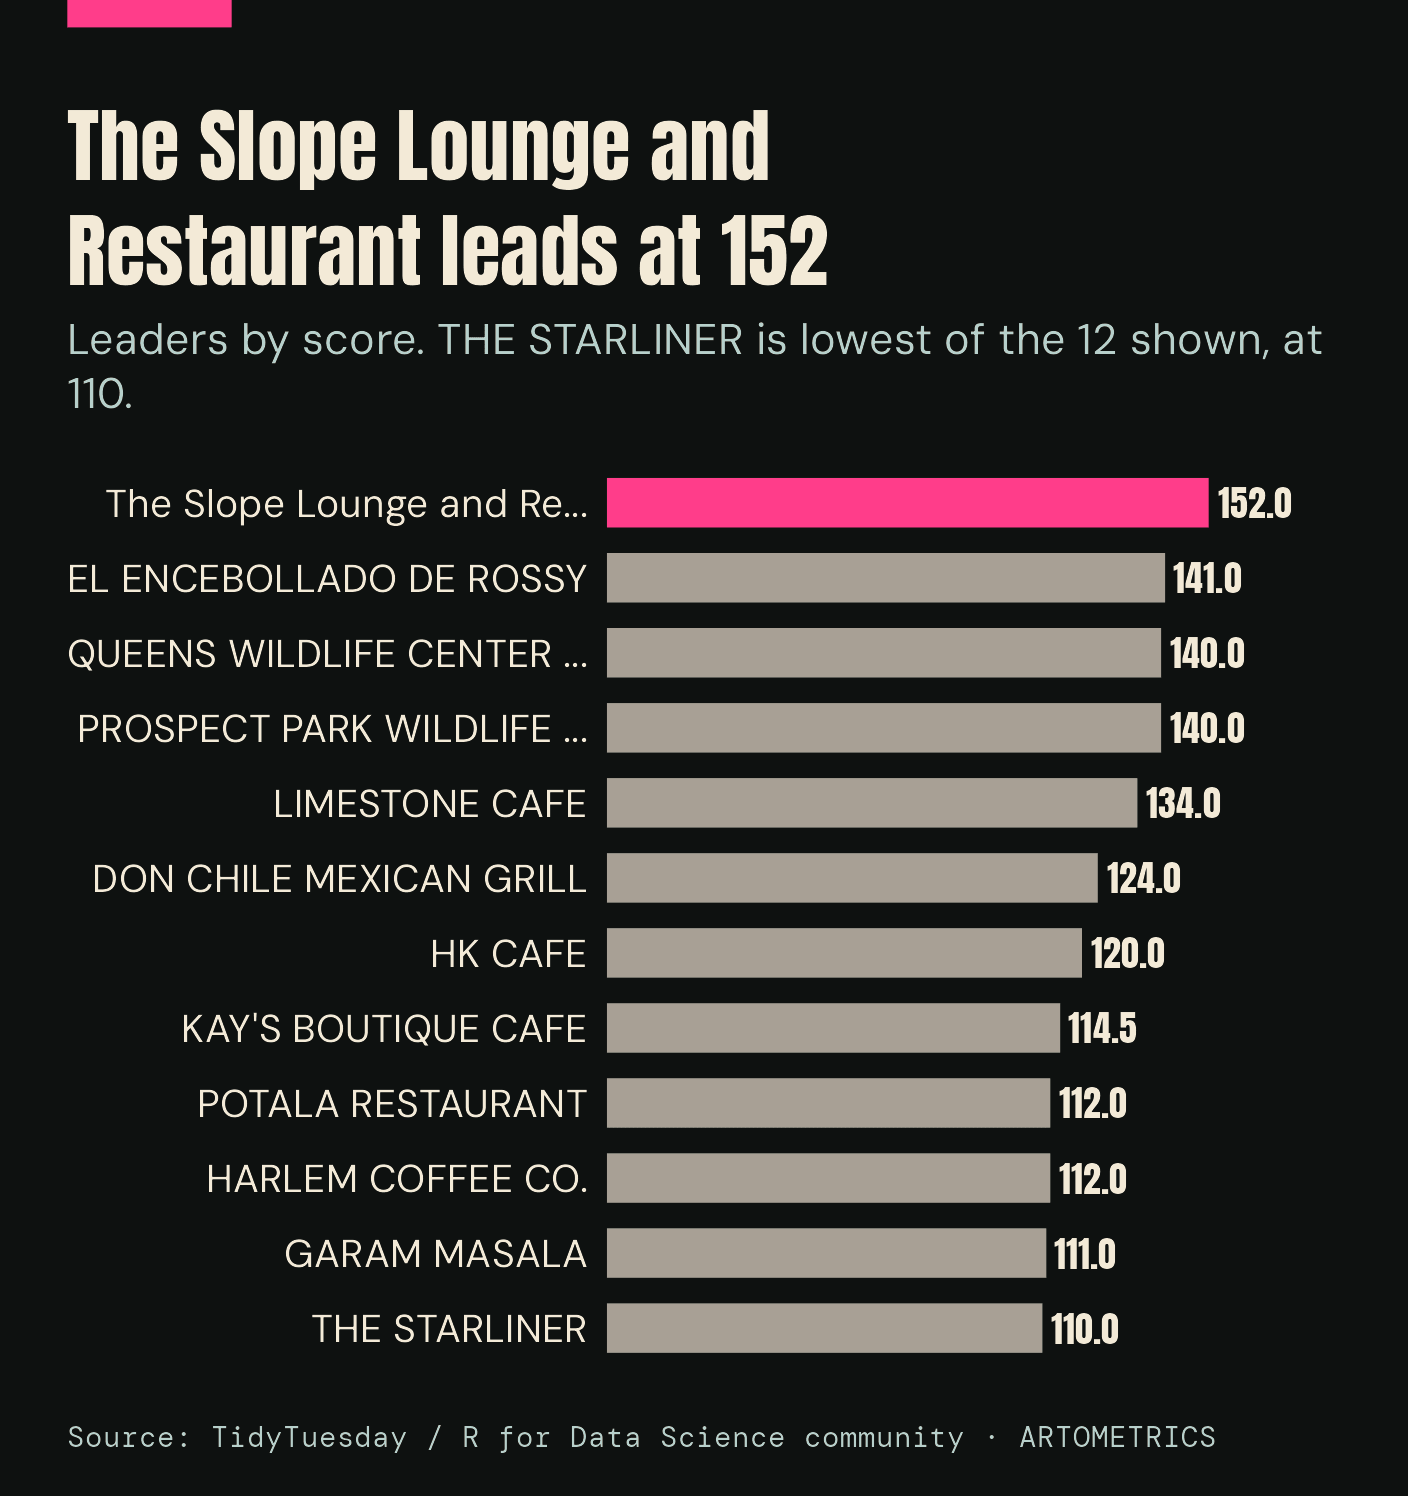 The Slope Lounge and
Restaurant leads at 152
Leaders by score. THE STARLINER is lowest of the 12 shown, at
110.
The Slope Lounge and Re... 152.0
EL ENCEBOLLADO DE ROSSY 141.0
QUEENS WILDLIFE CENTER ... 140.0
PROSPECT PARK WILDLIFE ... 140.0
LIMESTONE CAFE 134.0
DON CHILE MEXICAN GRILL 124.0
HK CAFE 120.0
KAY'S BOUTIQUE CAFE 114.5
POTALA RESTAURANT 112.0
HARLEM COFFEE CO. 112.0
GARAM MASALA 111.0
THE STARLINER 110.0
Source: TidyTuesday / R for Data Science community · ARTOMETRICS